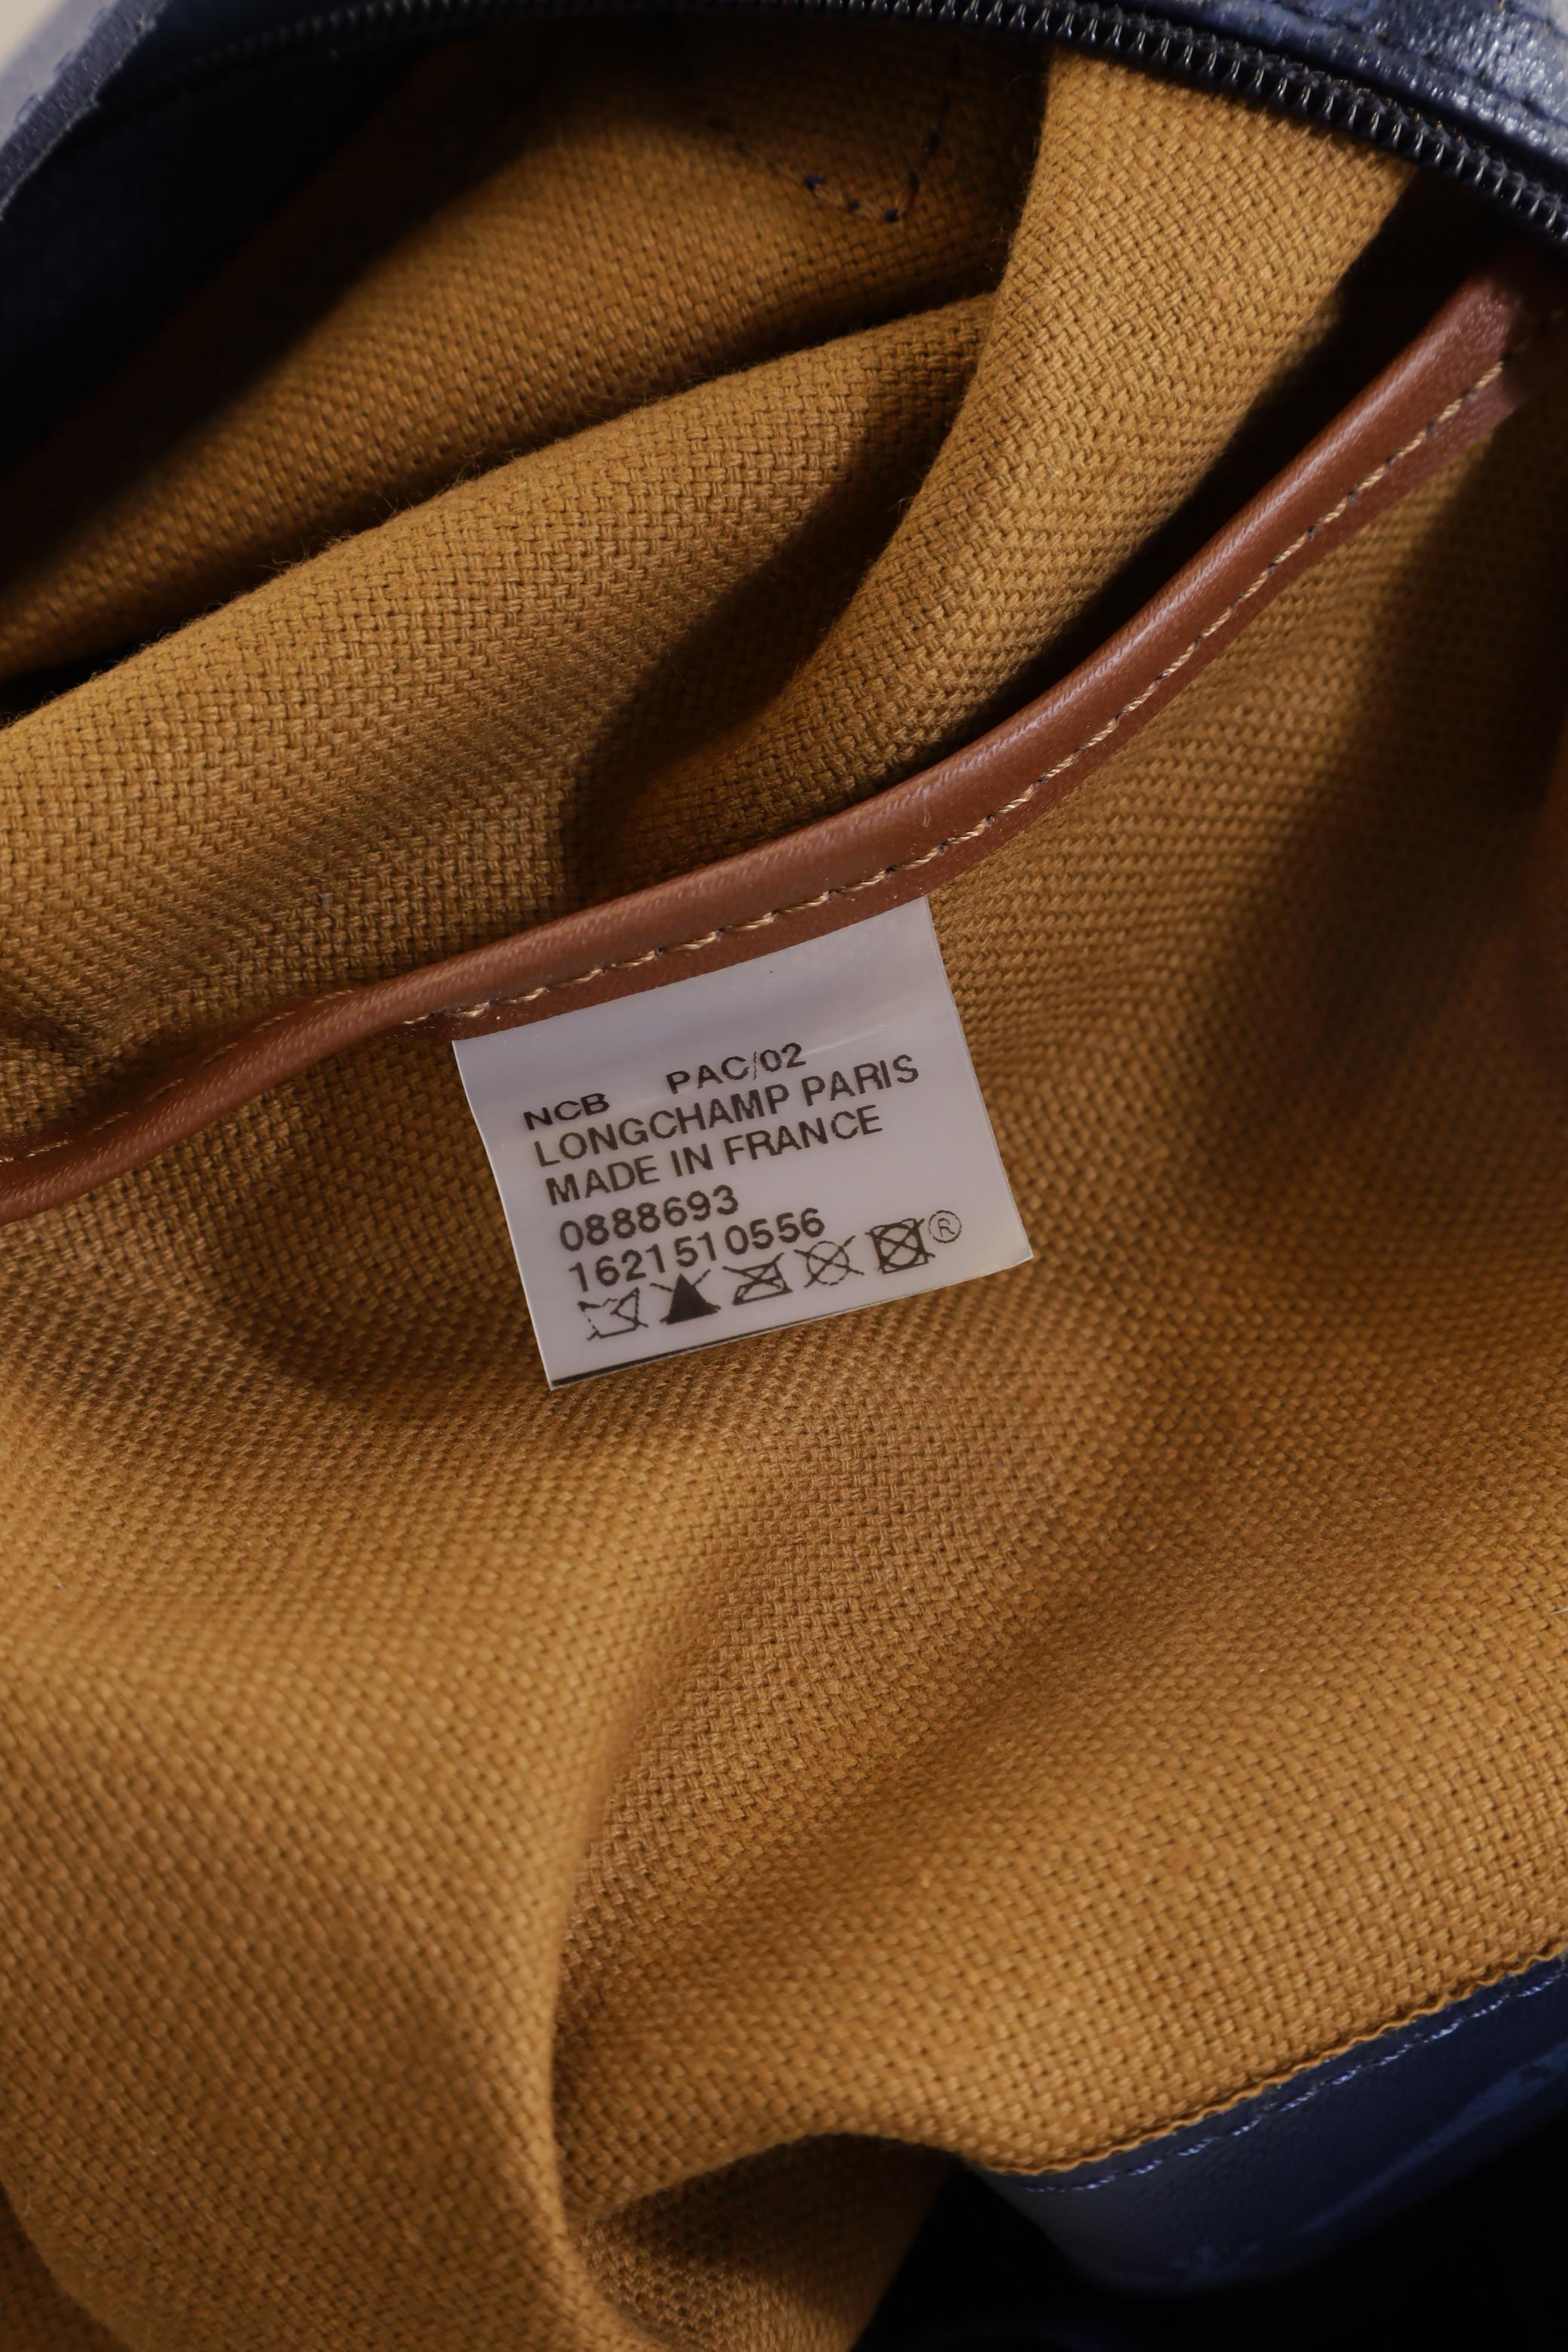 NCB PAC/02
LONGCHAMP PARIS
MADE IN FRANCE
0888693
1621510556
®